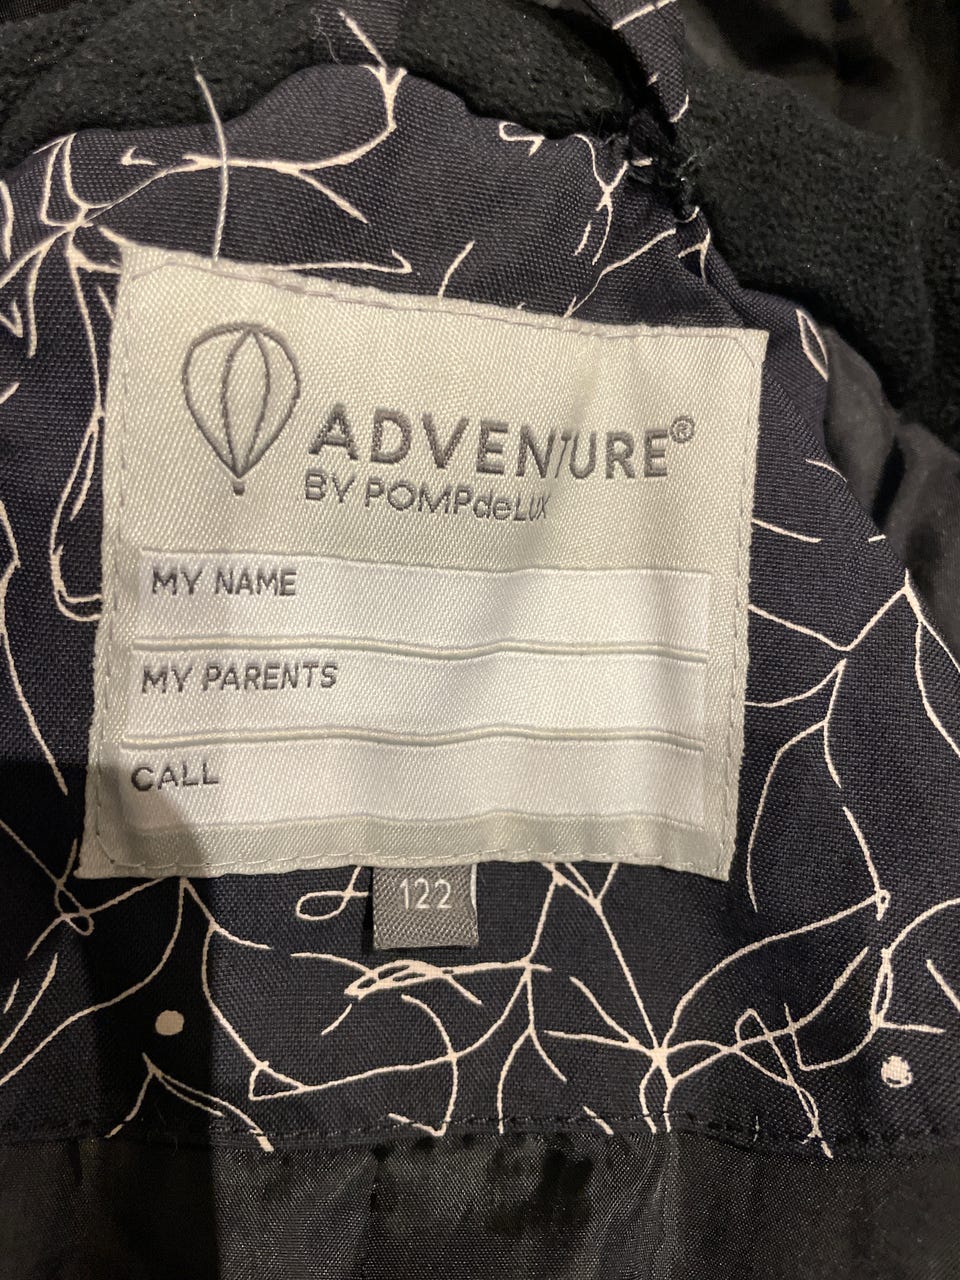 ADVENTURE®
BY POMPdeLUX
MY NAME
MY PARENTS
CALL
122